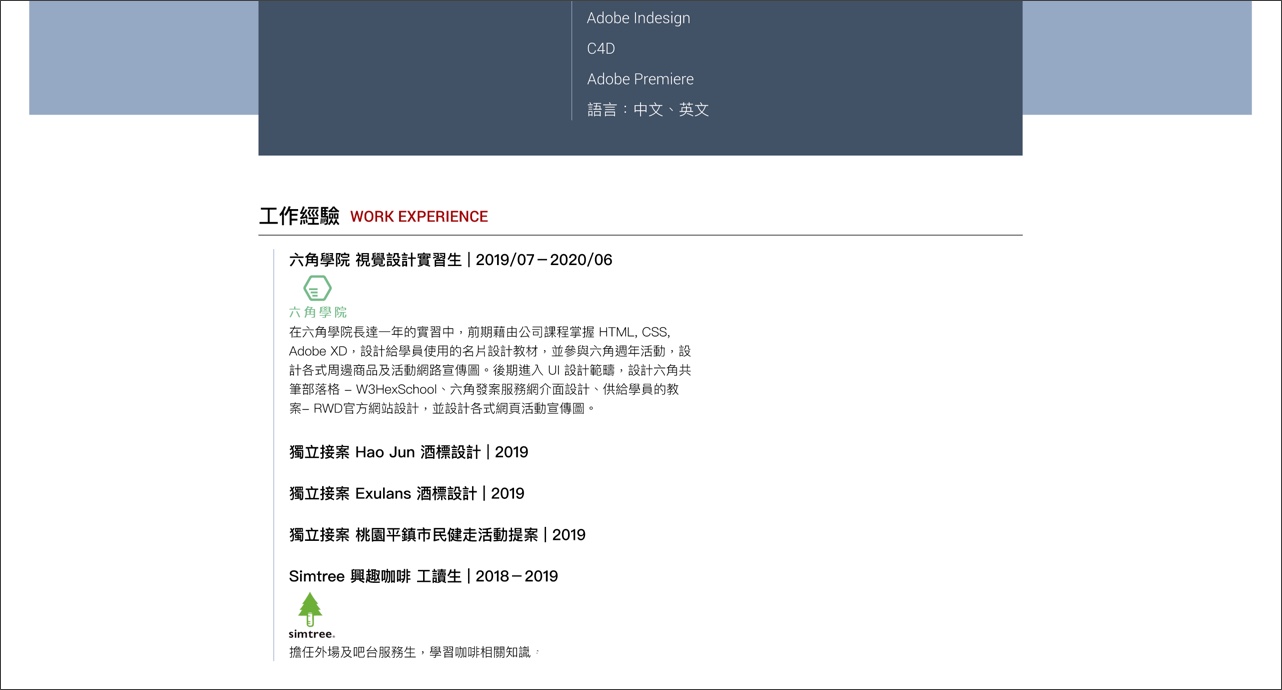 Adobe Indesign
C4D
Adobe Premiere
語言：中文、英文
工作經驗 WORK EXPERIENCE
六角學院 視覺設計實習生 | 2019/07－2020/06
六角學院
在六角學院長達一年的實習中，前期藉由公司課程掌握 HTML, CSS,
Adobe XD，設計給學員使用的名片設計教材，並參與六角週年活動，設
計各式周邊商品及活動網路宣傳圖。後期進入 UI 設計範疇，設計六角共
筆部落格 – W3HexSchool、六角發案服務網介面設計、供給學員的教
案– RWD官方網站設計，並設計各式網頁活動宣傳圖。
獨立接案 Hao Jun 酒標設計 | 2019
獨立接案 Exulans 酒標設計 | 2019
獨立接案 桃園平鎮市民健走活動提案 | 2019
Simtree 興趣咖啡 工讀生 | 2018－2019
simtree.
擔任外場及吧台服務生，學習咖啡相關知識